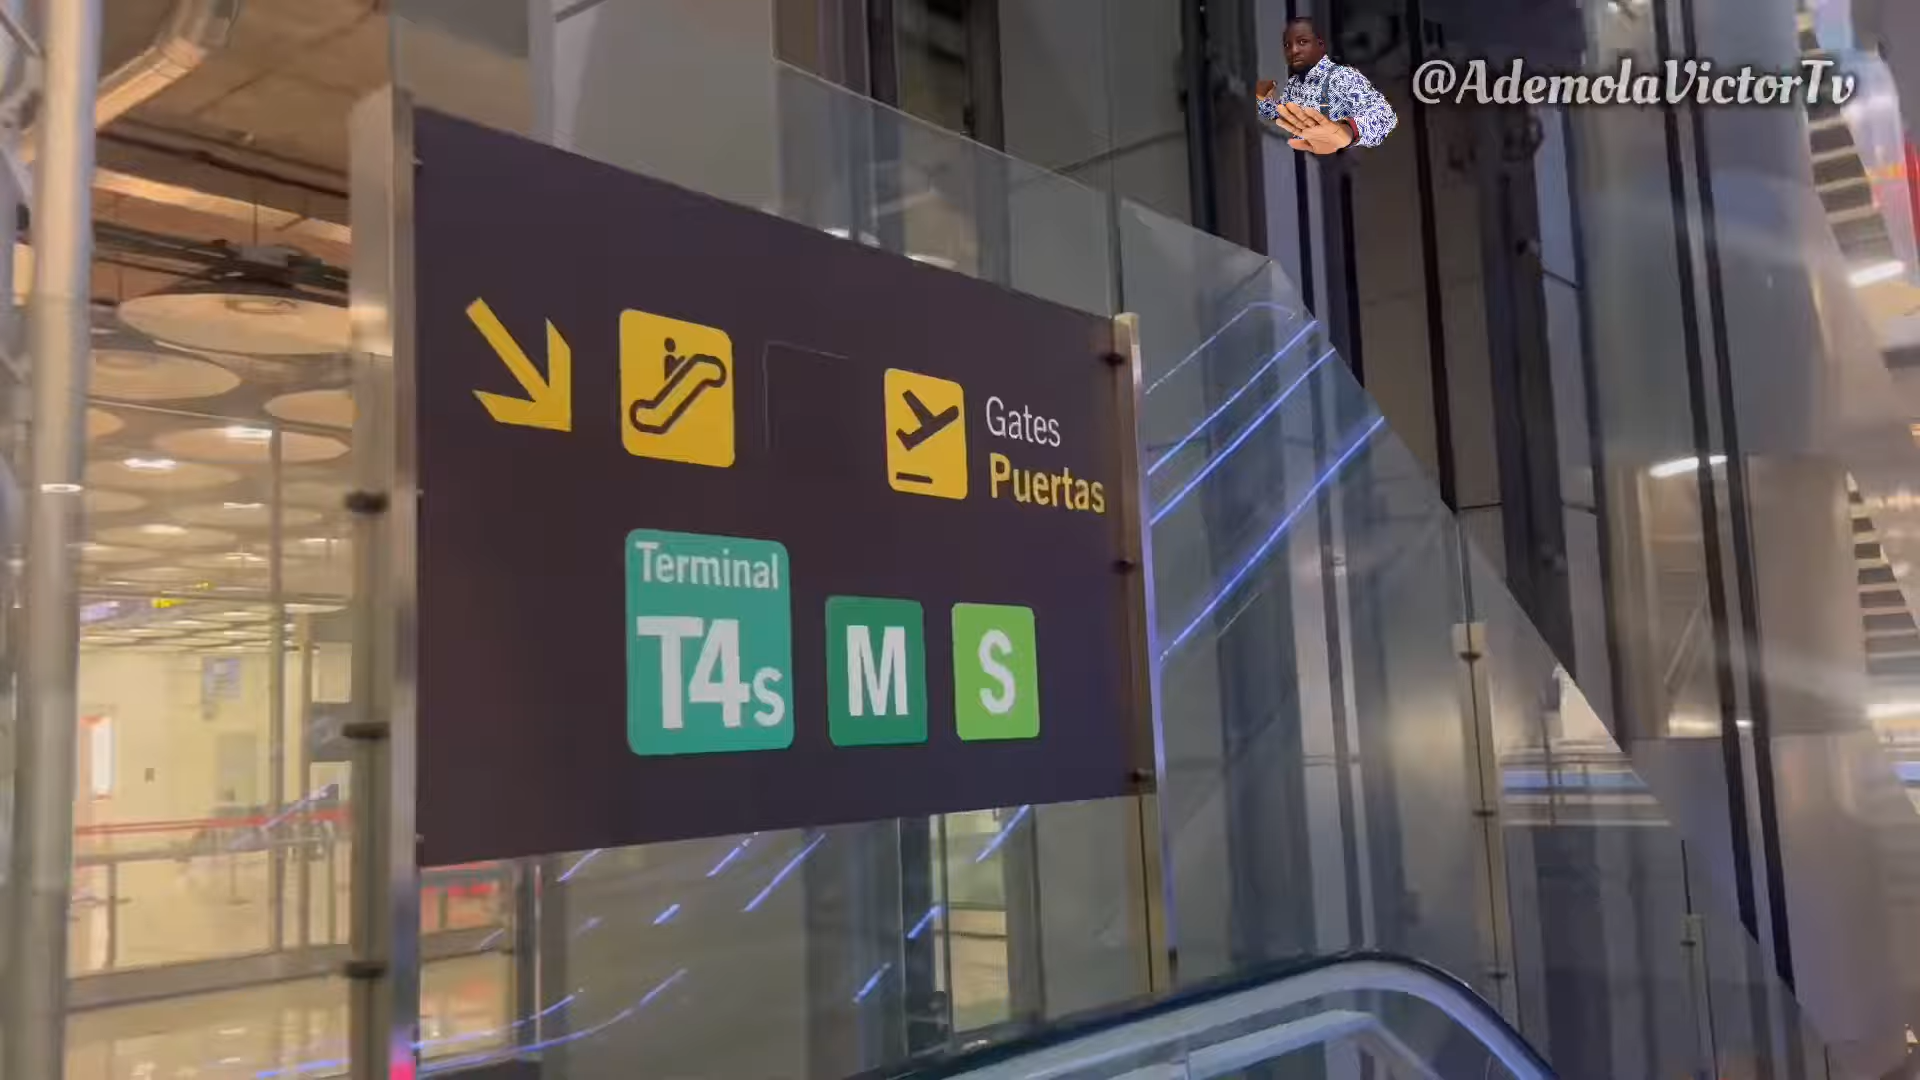 @AdemolaVictorTv
Gates
Puertas
Terminal
T4s
M
S